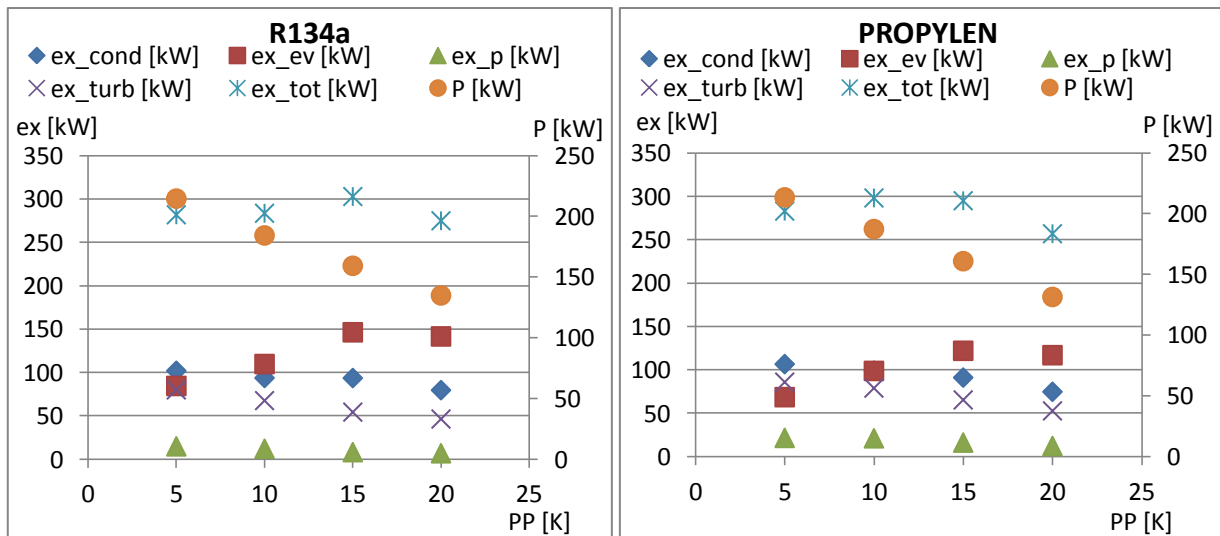 R134a
ex_cond [kW] ex_ev [kW] ex_p [kW]
ex_turb [kW] ex_tot [kW] P [kW]
ex [kW] P [kW]
350 250
300
250 200
200 150
150
100 100
50 50
0 0
0 5 10 15 20 25
PP [K]
PROPYLEN
ex_cond [kW] ex_ev [kW] ex_p [kW]
ex_turb [kW] ex_tot [kW] P [kW]
ex [kW] P [kW]
350 250
300
250 200
200 150
150
100 100
50 50
0 0
0 5 10 15 20 25
PP [K]